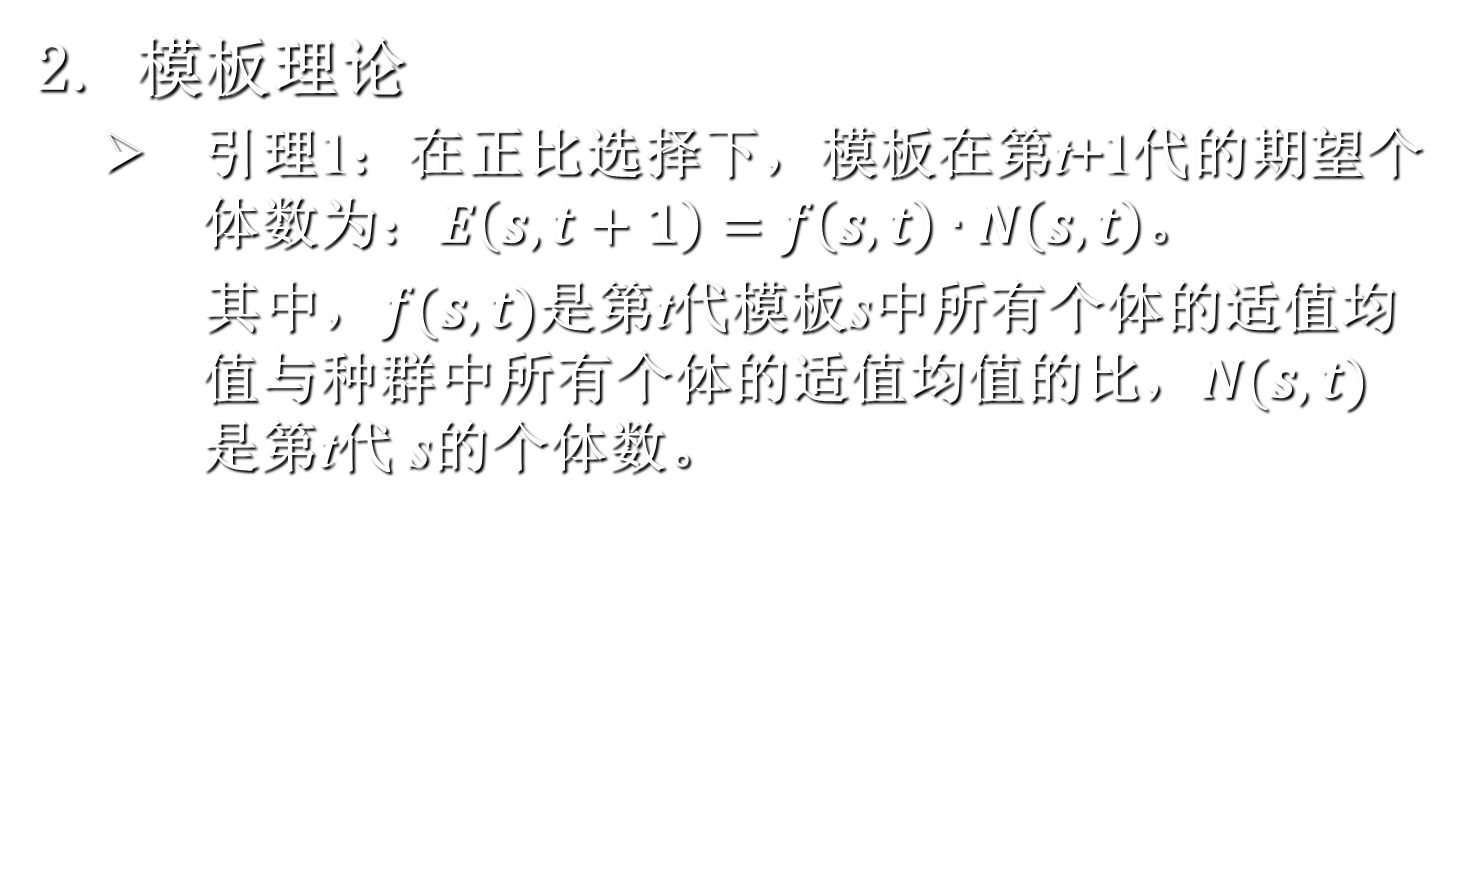 2. 模板理论
➢ 引理1：在正比选择下，模板在第t+1代的期望个
体数为：E(s,t + 1) = f(s,t)·N(s,t)。
其中，f(s,t)是第t代模板s中所有个体的适值均
值与种群中所有个体的适值均值的比，N(s,t)
是第t代 s的个体数。